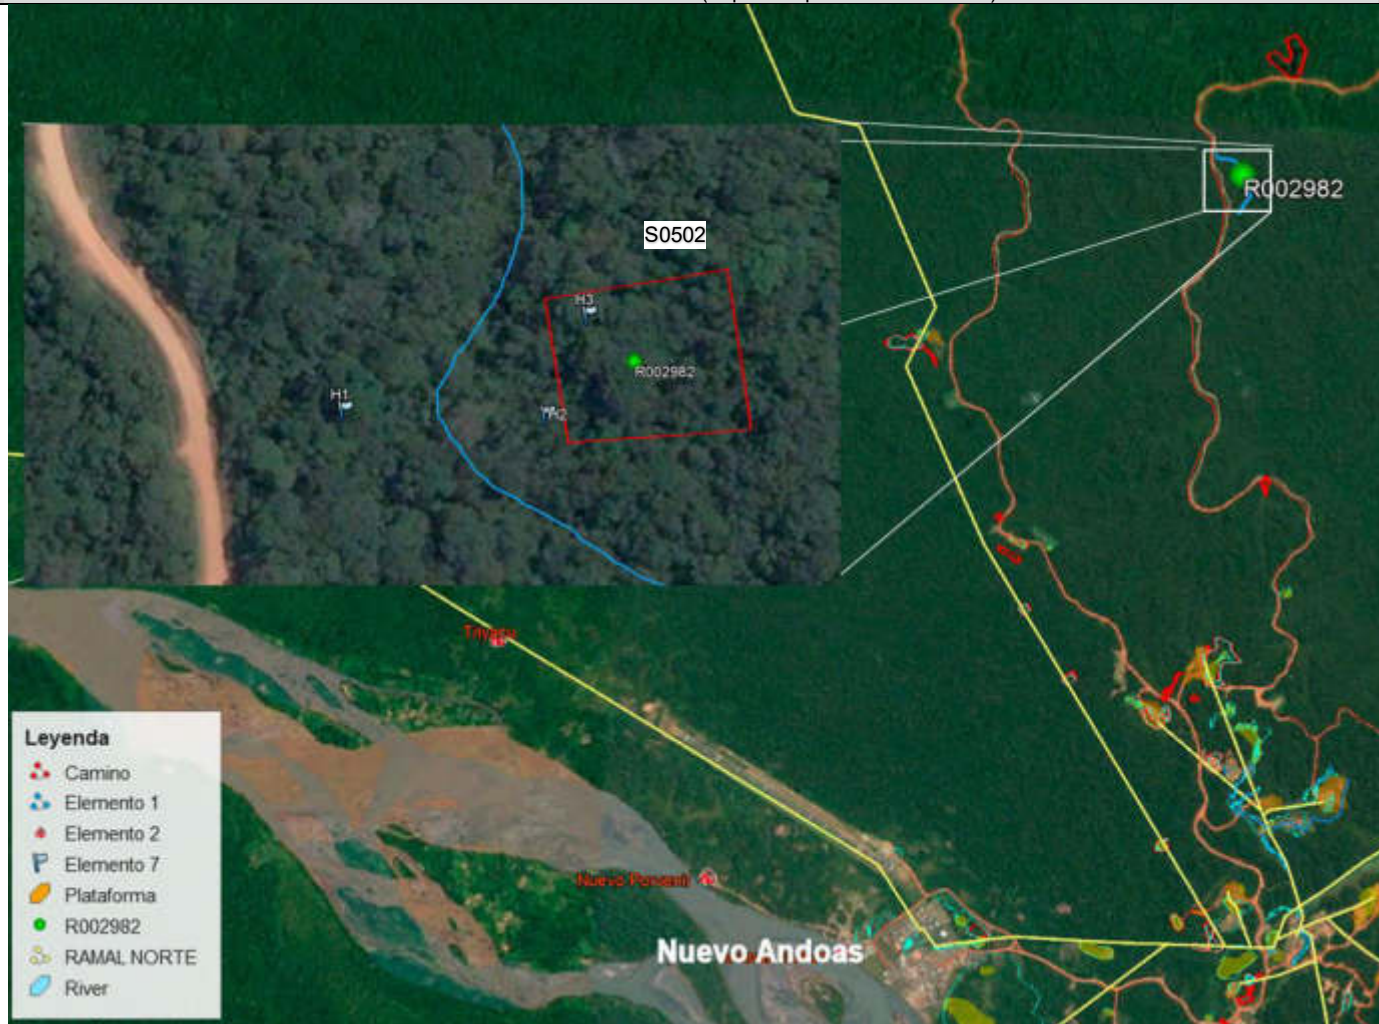 R002982
S0502
H3
R002982
H1
H2
Leyenda
Camino
Elemento 1
Elemento 2
Elemento 7
Plataforma
R002982
RAMAL NORTE
River
Nuevo Porvenir
Nuevo Andoas